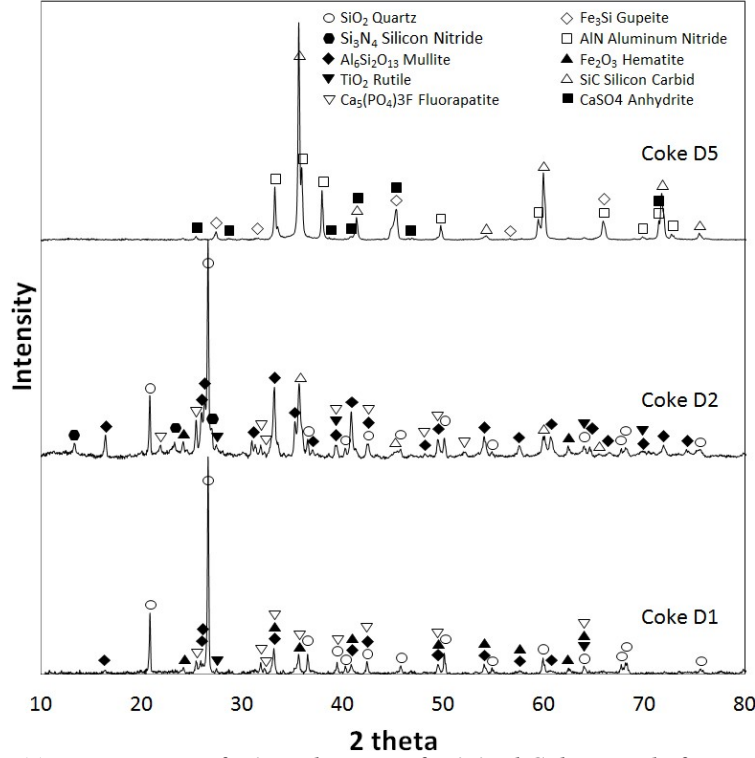 SiO₂ Quartz
Si₃N₄ Silicon Nitride
Al₆Si₂O₁₃ Mullite
TiO₂ Rutile
Ca₅(PO₄)3F Fluorapatite
Fe₃Si Gupeite
AlN Aluminum Nitride
Fe₂O₃ Hematite
SiC Silicon Carbid
CaSO4 Anhydrite
Coke D5
Coke D2
Coke D1
Intensity
10 20 30 40 50 60 70 80
2 theta